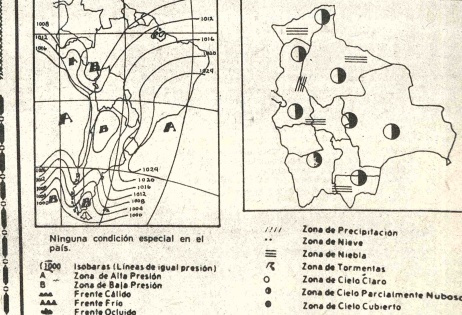 1008
1012
1016
1012
1016
1020
1024
A
B
A
B
A
1024
1020
1016
1012
1008
1004
1000
B
Ninguna condición especial en el
país.
1000 Isobaras (Líneas de igual presión)
A Zona de Alta Presión
B Zona de Baja Presión
Frente Cálido
Frente Frío
Frente Ocluido
Zona de Precipitación
Zona de Nieve
Zona de Niebla
Zona de Tormentas
Zona de Cielo Claro
Zona de Cielo Parcialmente Nuboso
Zona de Cielo Cubierto